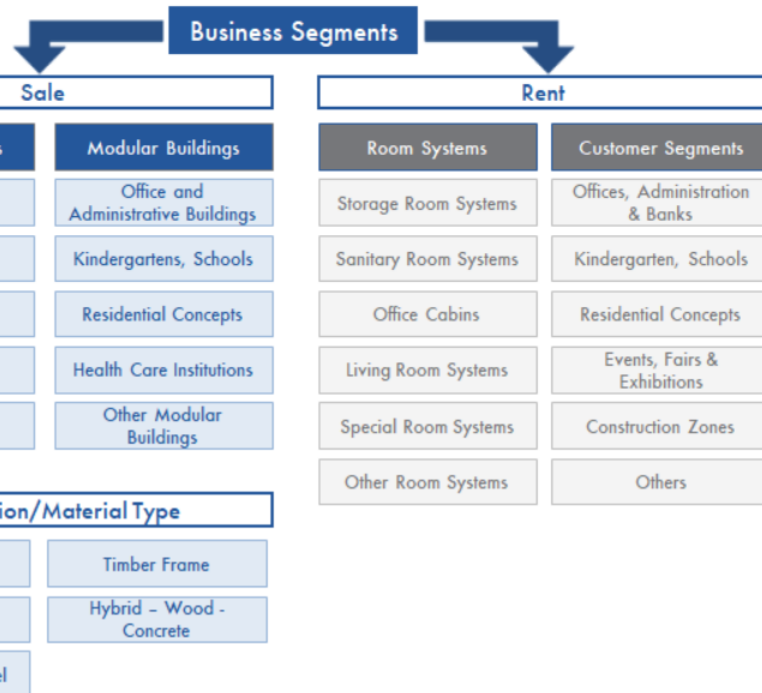 Business Segments
Sale
Rent
Modular Buildings
Office and
Administrative Buildings
Kindergartens, Schools
Residential Concepts
Health Care Institutions
Other Modular
Buildings
Room Systems
Storage Room Systems
Sanitary Room Systems
Office Cabins
Living Room Systems
Special Room Systems
Other Room Systems
Customer Segments
Offices, Administration
& Banks
Kindergarten, Schools
Residential Concepts
Events, Fairs &
Exhibitions
Construction Zones
Others
/Material Type
Timber Frame
Hybrid – Wood -
Concrete